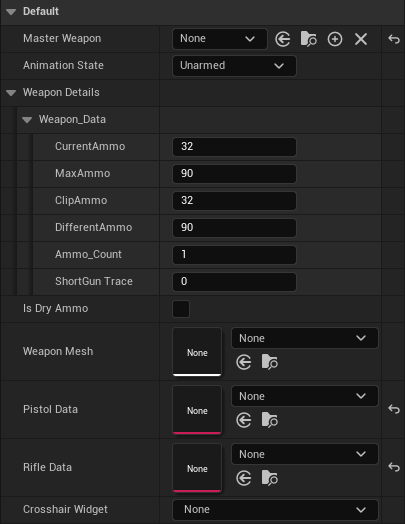 Default
Master Weapon None
Animation State Unarmed
Weapon Details
Weapon_Data
CurrentAmmo 32
MaxAmmo 90
ClipAmmo 32
DifferentAmmo 90
Ammo_Count 1
ShortGun Trace 0
Is Dry Ammo
Weapon Mesh None None
Pistol Data None None
Rifle Data None None
Crosshair Widget None